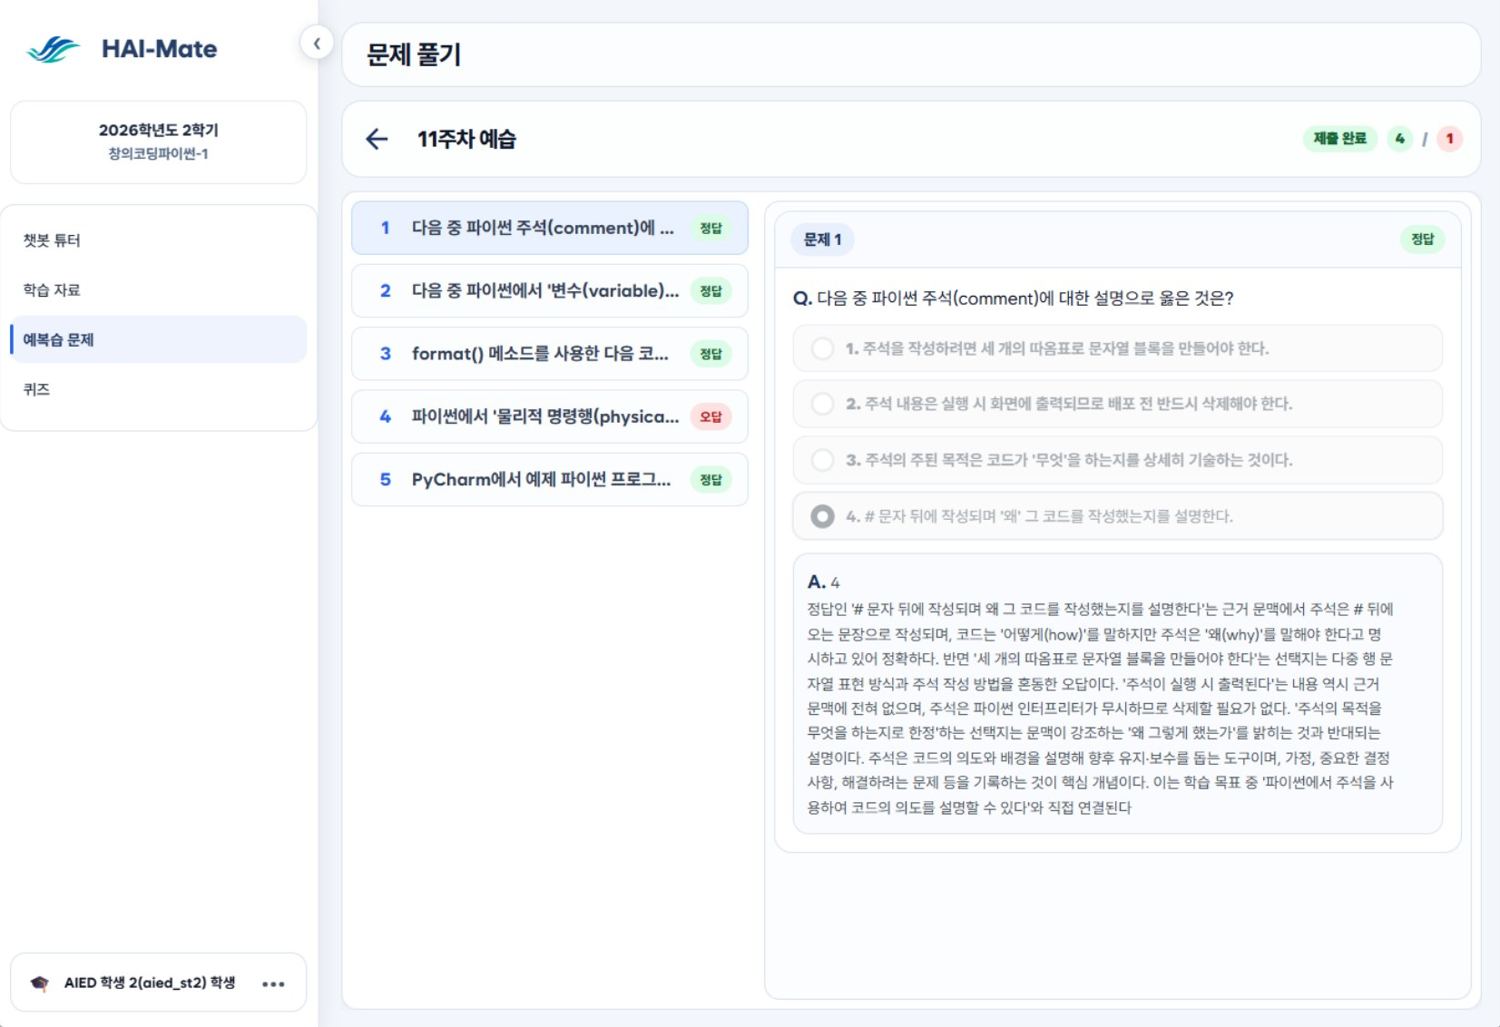 HAI-Mate
2026학년도 2학기
창의코딩파이썬-1
챗봇 튜터
학습 자료
예복습 문제
퀴즈
AIED 학생 2(aied_st2) 학생
문제 풀기
11주차 예습
제출 완료 4 / 1
1 다음 중 파이썬 주석(comment)에 ... 정답
2 다음 중 파이썬에서 '변수(variable)... 정답
3 format() 메소드를 사용한 다음 코... 정답
4 파이썬에서 '물리적 명령행(physica... 오답
5 PyCharm에서 예제 파이썬 프로그... 정답
문제 1 정답
Q. 다음 중 파이썬 주석(comment)에 대한 설명으로 옳은 것은?
1. 주석을 작성하려면 세 개의 따옴표로 문자열 블록을 만들어야 한다.
2. 주석 내용은 실행 시 화면에 출력되므로 배포 전 반드시 삭제해야 한다.
3. 주석의 주된 목적은 코드가 '무엇'을 하는지를 상세히 기술하는 것이다.
4. # 문자 뒤에 작성되며 '왜' 그 코드를 작성했는지를 설명한다.
A. 4
정답인 '# 문자 뒤에 작성되며 왜 그 코드를 작성했는지를 설명한다'는 근거 문맥에서 주석은 # 뒤에
오는 문장으로 작성되며, 코드는 '어떻게(how)'를 말하지만 주석은 '왜(why)'를 말해야 한다고 명
시하고 있어 정확하다. 반면 '세 개의 따옴표로 문자열 블록을 만들어야 한다'는 선택지는 다중 행 문
자열 표현 방식과 주석 작성 방법을 혼동한 오답이다. '주석이 실행 시 출력된다'는 내용 역시 근거
문맥에 전혀 없으며, 주석은 파이썬 인터프리터가 무시하므로 삭제할 필요가 없다. '주석의 목적을
무엇을 하는지로 한정'하는 선택지는 문맥이 강조하는 '왜 그렇게 했는가'를 밝히는 것과 반대되는
설명이다. 주석은 코드의 의도와 배경을 설명해 향후 유지·보수를 돕는 도구이며, 가정, 중요한 결정
사항, 해결하려는 문제 등을 기록하는 것이 핵심 개념이다. 이는 학습 목표 중 '파이썬에서 주석을 사
용하여 코드의 의도를 설명할 수 있다'와 직접 연결된다